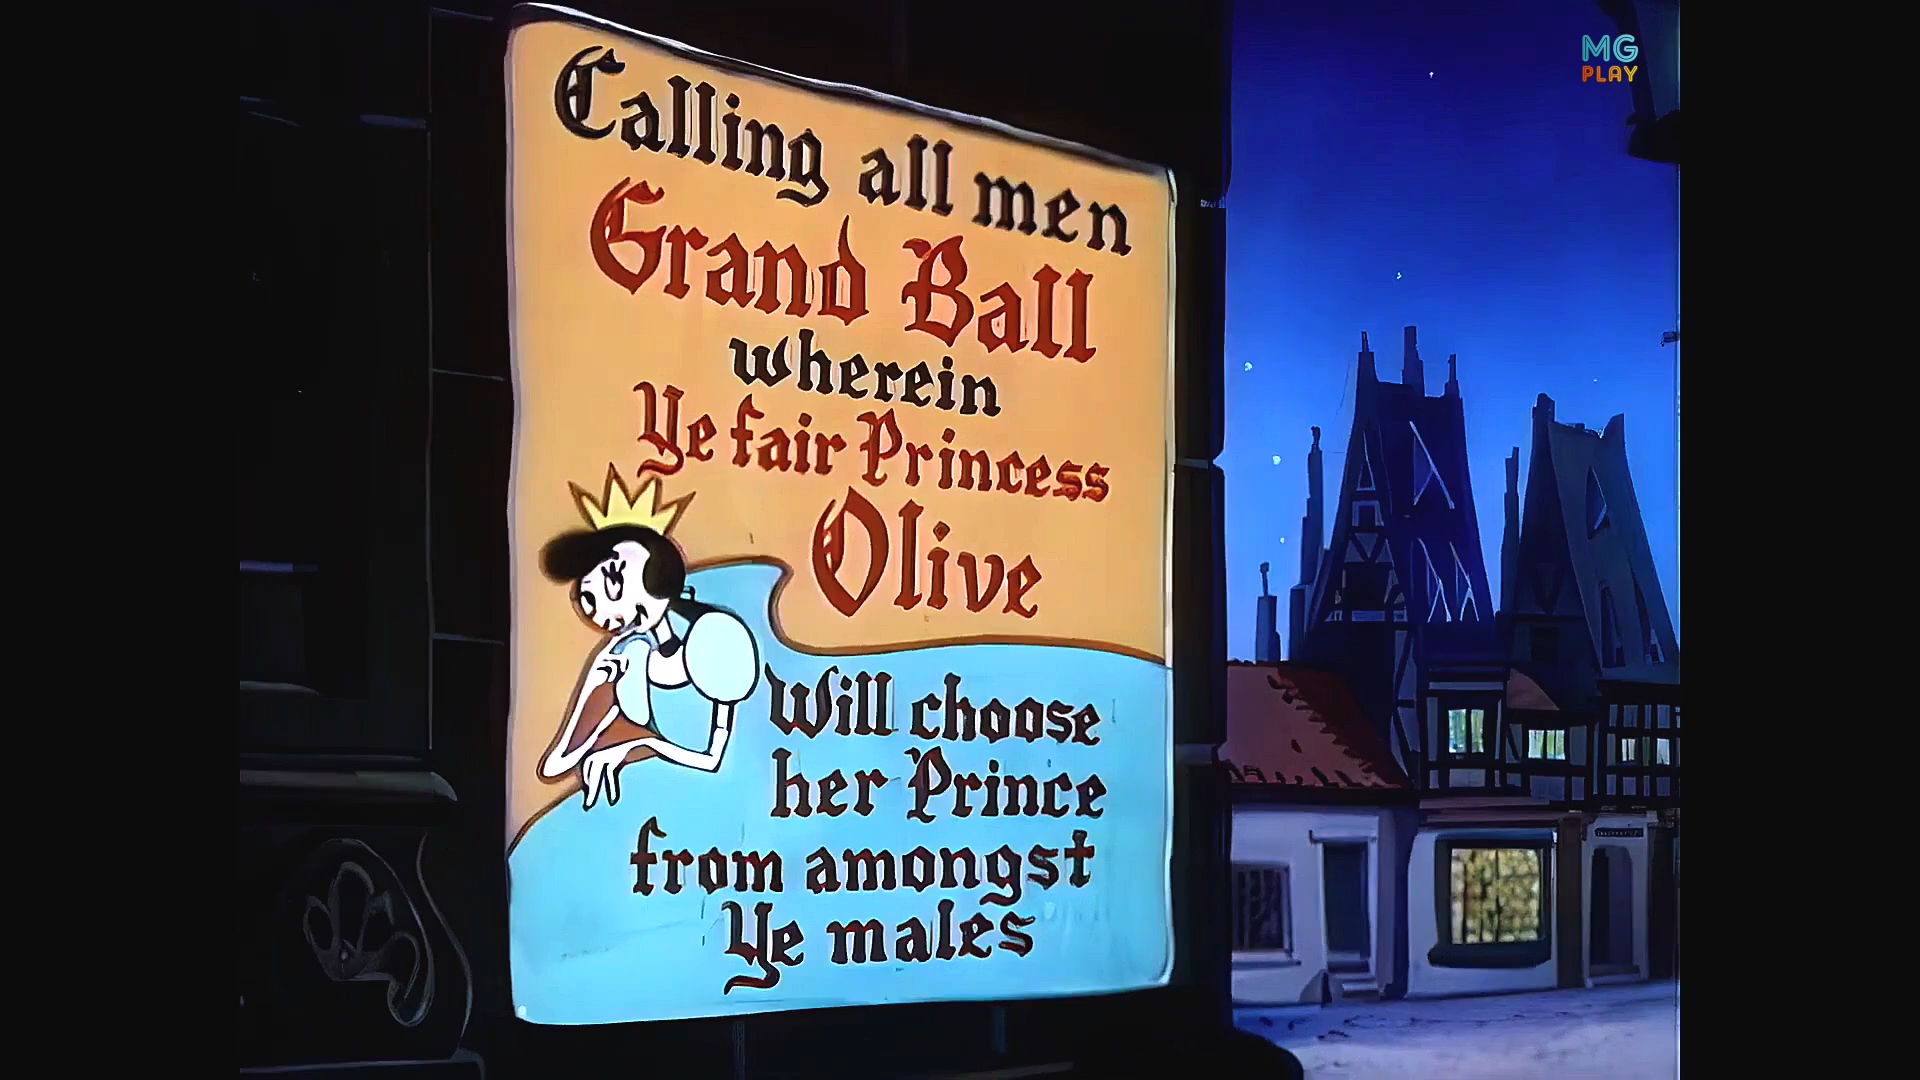 MG
PLAY
Calling all men
Grand Ball
wherein
Ye fair Princess
Olive
Will choose
her Prince
from amongst
Ye males